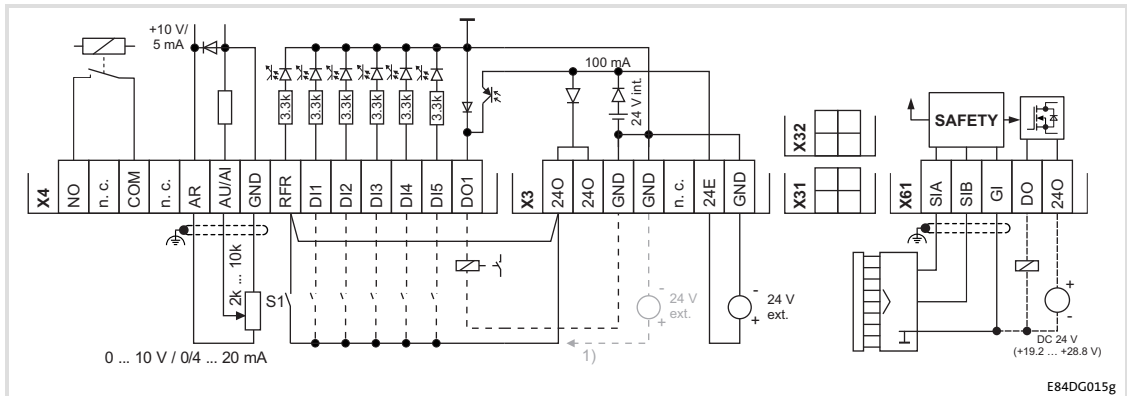 +10 V/
5 mA
3.3k
3.3k
3.3k
3.3k
3.3k
3.3k
100 mA
24 V int.
X4
NO
n. c.
COM
n. c.
AR
AU/AI
GND
RFR
DI1
DI2
DI3
DI4
DI5
DO1
X3
24O
24O
GND
GND
n. c.
24E
GND
X32
X31
SAFETY
X61
SIA
SIB
GI
DO
24O
2k ... 10k
S1
0 ... 10 V / 0/4 ... 20 mA
-
24 V
ext.
+
1)
-
24 V
ext.
+
+
-
DC 24 V
(+19.2 ... +28.8 V)
E84DG015g